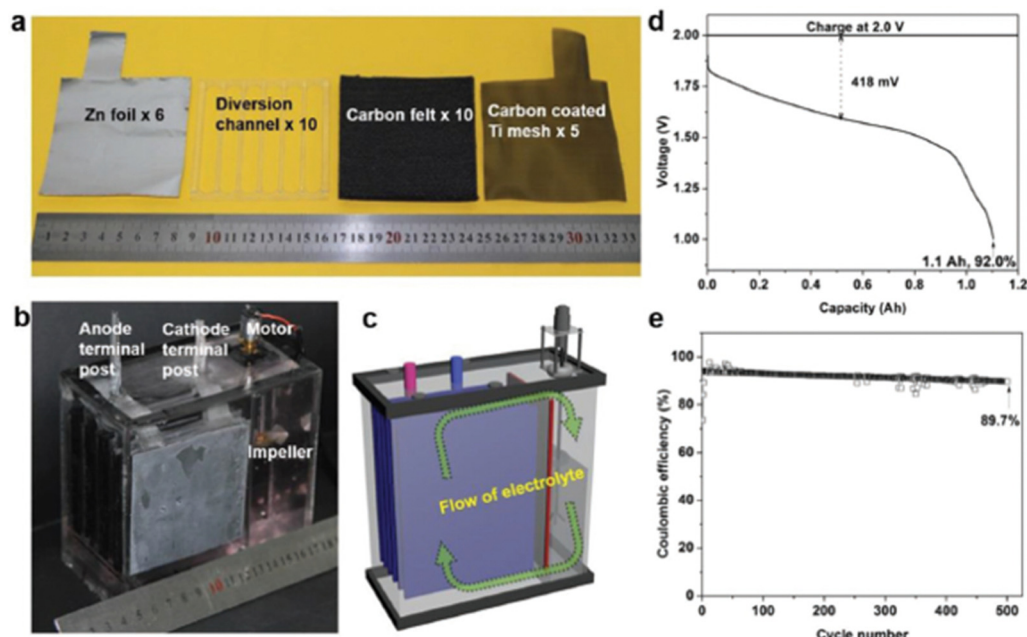 a
Zn foil x 6
Diversion
channel x 10
Carbon felt x 10
Carbon coated
Ti mesh x 5
1 2 3 4 5 6 7 8 9 10 11 12 13 14 15 16 17 18 19 20 21 22 23 24 25 26 27 28 29 30 31 32 33
b
Anode
terminal
post
Cathode
terminal
post
Motor
Impeller
10
c
Flow of electrolyte
d
Charge at 2.0 V
418 mV
1.1 Ah, 92.0%
2.00
1.75
1.50
1.25
1.00
Voltage (V)
0.0 0.2 0.4 0.6 0.8 1.0 1.2
Capacity (Ah)
e
100
80
60
40
20
0
Coulombic efficiency (%)
89.7%
0 100 200 300 400 500
Cycle number